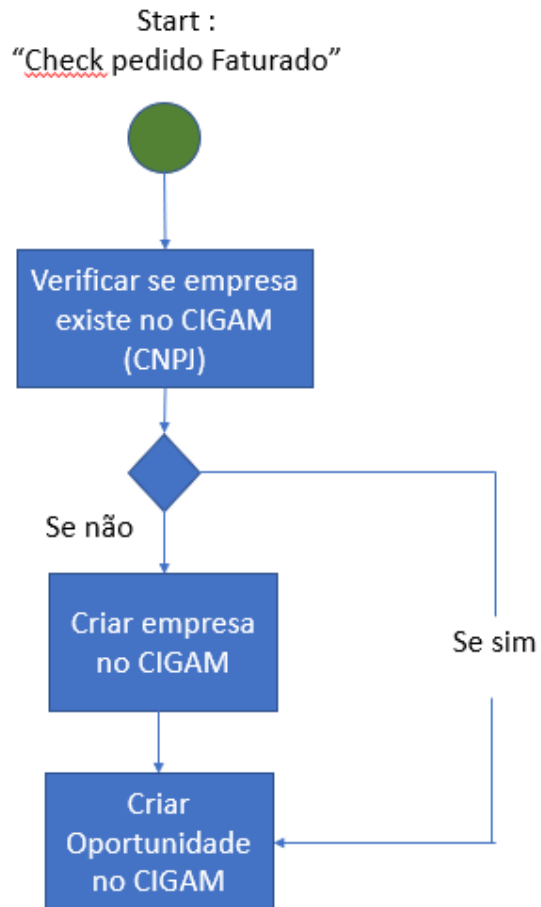 Start :
“Check pedido Faturado”
Verificar se empresa
existe no CIGAM
(CNPJ)
Se não
Criar empresa
no CIGAM
Se sim
Criar
Oportunidade
no CIGAM